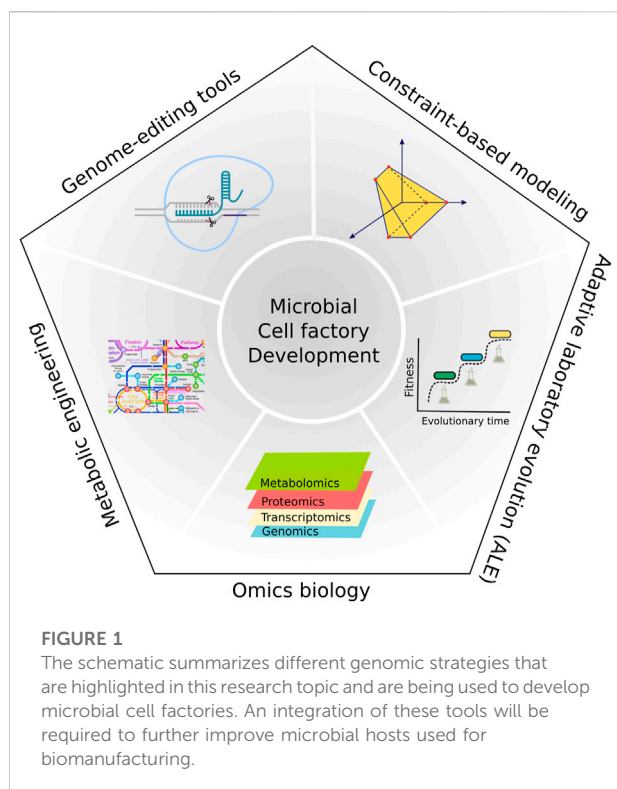 Genome-editing tools
Constraint-based modeling
Microbial
Cell factory
Development
Metabolic engineering
Fitness
Evolutionary time
Adaptive laboratory evolution (ALE)
Metabolomics
Proteomics
Transcriptomics
Genomics
Omics biology
FIGURE 1
The schematic summarizes different genomic strategies that
are highlighted in this research topic and are being used to develop
microbial cell factories. An integration of these tools will be
required to further improve microbial hosts used for
biomanufacturing.